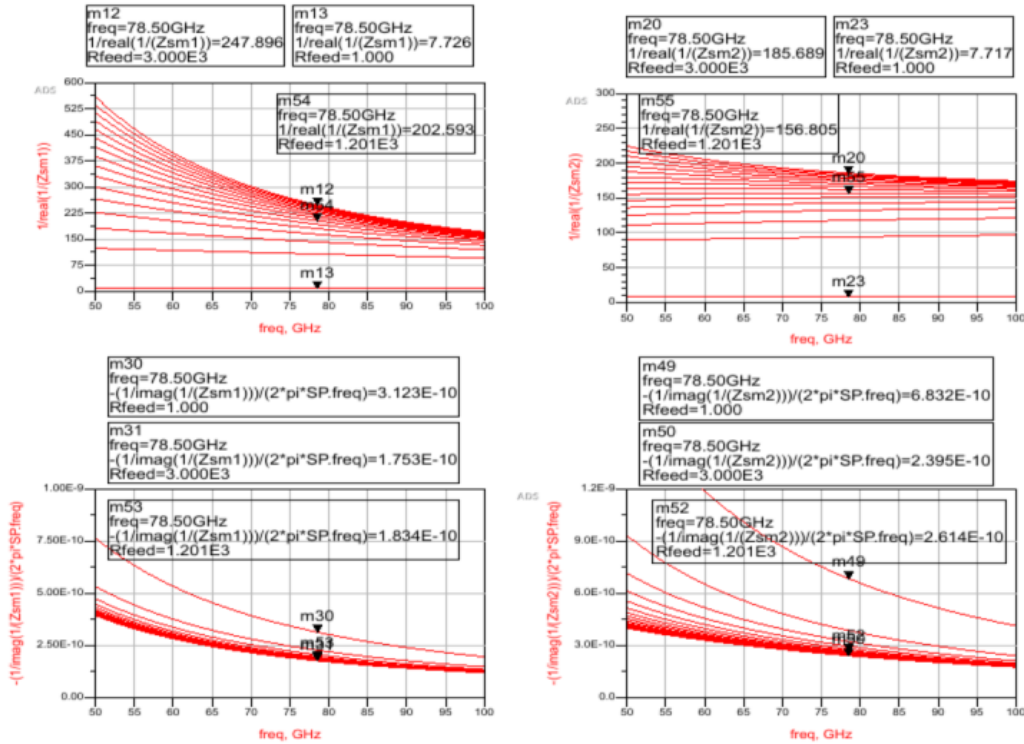 m12
freq=78.50GHz
1/real(1/(Zsm1))=247.896
Rfeed=3.000E3
m13
freq=78.50GHz
1/real(1/(Zsm1))=7.726
Rfeed=1.000
ADS
m54
freq=78.50GHz
1/real(1/(Zsm1))=202.593
Rfeed=1.201E3
600
525
450
375
300
225
150
75
0
1/real(1/(Zsm1))
m12
m13
50 55 60 65 70 75 80 85 90 95 100
freq, GHz
m20
freq=78.50GHz
1/real(1/(Zsm2))=185.689
Rfeed=3.000E3
m23
freq=78.50GHz
1/real(1/(Zsm2))=7.717
Rfeed=1.000
ADS
m55
freq=78.50GHz
1/real(1/(Zsm2))=156.805
Rfeed=1.201E3
300
250
200
150
100
50
0
1/real(1/(Zsm2))
m20
m23
50 55 60 65 70 75 80 85 90 95 100
freq, GHz
m30
freq=78.50GHz
-(1/imag(1/(Zsm1)))/(2*pi*SP.freq)=3.123E-10
Rfeed=1.000
m31
freq=78.50GHz
-(1/imag(1/(Zsm1)))/(2*pi*SP.freq)=1.753E-10
Rfeed=3.000E3
m53
freq=78.50GHz
-(1/imag(1/(Zsm1)))/(2*pi*SP.freq)=1.834E-10
Rfeed=1.201E3
1.00E-9
7.50E-10
5.00E-10
2.50E-10
0.00
-(1/imag(1/(Zsm1)))/(2*pi*SP.freq)
m30
50 55 60 65 70 75 80 85 90 95 100
freq, GHz
m49
freq=78.50GHz
-(1/imag(1/(Zsm2)))/(2*pi*SP.freq)=6.832E-10
Rfeed=1.000
m50
freq=78.50GHz
-(1/imag(1/(Zsm2)))/(2*pi*SP.freq)=2.395E-10
Rfeed=3.000E3
ADS
m52
freq=78.50GHz
-(1/imag(1/(Zsm2)))/(2*pi*SP.freq)=2.614E-10
Rfeed=1.201E3
1.2E-9
9.0E-10
6.0E-10
3.0E-10
0.0
-(1/imag(1/(Zsm2)))/(2*pi*SP.freq)
m49
50 55 60 65 70 75 80 85 90 95 100
freq, GHz